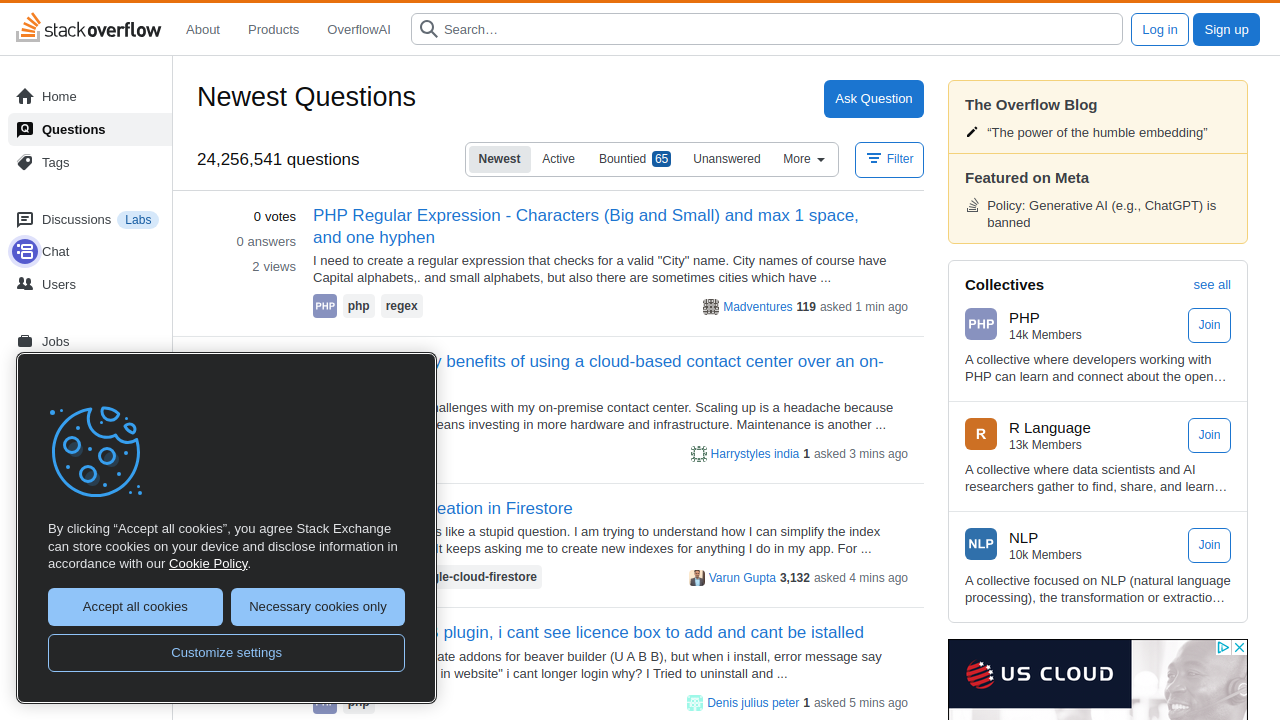 stack overflow
About
Products
OverflowAI
Search…
Log in
Sign up
Home
Questions
Tags
Discussions
Labs
Chat
Users
Jobs
Newest Questions
Ask Question
24,256,541 questions
Newest
Active
Bountied 65
Unanswered
More
Filter
0 votes
0 answers
2 views
PHP Regular Expression - Characters (Big and Small) and max 1 space,
and one hyphen
I need to create a regular expression that checks for a valid "City" name. City names of course have
Capital alphabets,. and small alphabets, but also there are sometimes cities which have ...
PHP
php
regex
Madventures 119 asked 1 min ago
benefits of using a cloud-based contact center over an on-
hallenges with my on-premise contact center. Scaling up is a headache because
eans investing in more hardware and infrastructure. Maintenance is another ...
Harrystyles india 1 asked 3 mins ago
eation in Firestore
s like a stupid question. I am trying to understand how I can simplify the index
It keeps asking me to create new indexes for anything I do in my app. For ...
gle-cloud-firestore
Varun Gupta 3,132 asked 4 mins ago
plugin, i cant see licence box to add and cant be istalled
ate addons for beaver builder (U A B B), but when i install, error message say
in website" i cant longer login why? I Tried to uninstall and ...
php
Denis julius peter 1 asked 5 mins ago
By clicking “Accept all cookies”, you agree Stack Exchange
can store cookies on your device and disclose information in
accordance with our Cookie Policy.
Accept all cookies
Necessary cookies only
Customize settings
The Overflow Blog
“The power of the humble embedding”
Featured on Meta
Policy: Generative AI (e.g., ChatGPT) is
banned
Collectives
see all
PHP
PHP
14k Members
Join
A collective where developers working with
PHP can learn and connect about the open…
R
R Language
13k Members
Join
A collective where data scientists and AI
researchers gather to find, share, and learn…
NLP
NLP
10k Members
Join
A collective focused on NLP (natural language
processing), the transformation or extractio…
US CLOUD